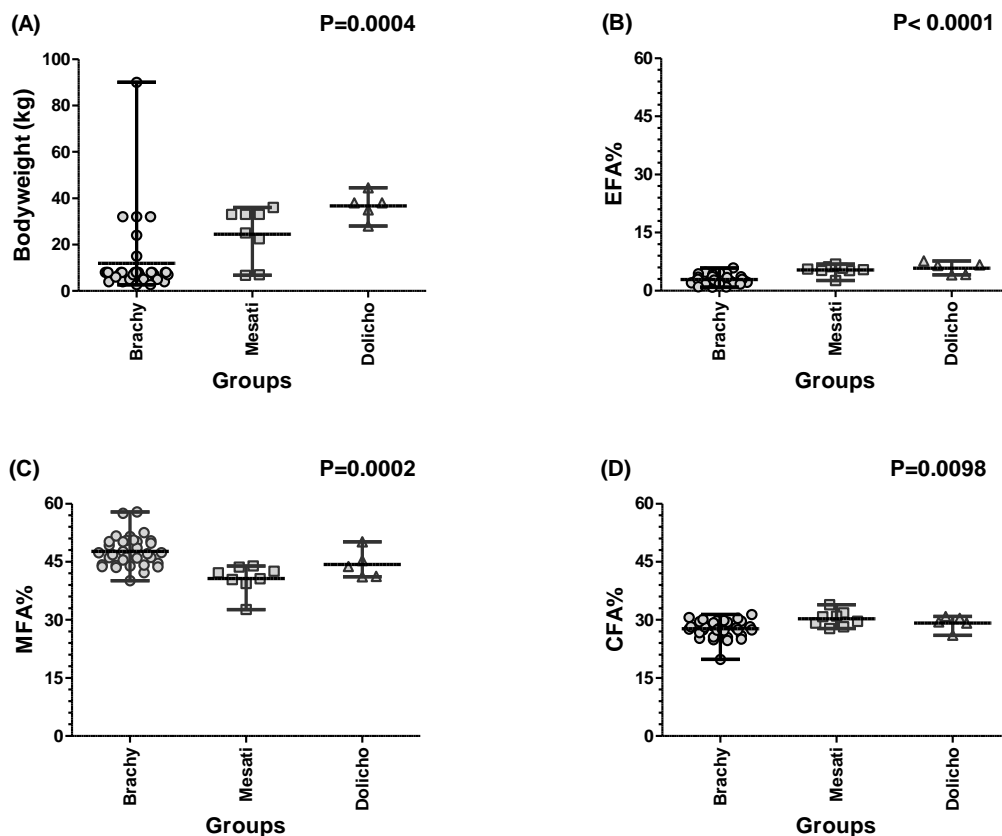 (A)
P=0.0004
Bodyweight (kg)
100
80
60
40
20
0
Brachy
Mesati
Dolicho
Groups
(B)
P< 0.0001
EFA%
60
45
30
15
0
Brachy
Mesati
Dolicho
Groups
(C)
P=0.0002
MFA%
60
45
30
15
0
Brachy
Mesati
Dolicho
Groups
(D)
P=0.0098
CFA%
60
45
30
15
0
Brachy
Mesati
Dolicho
Groups